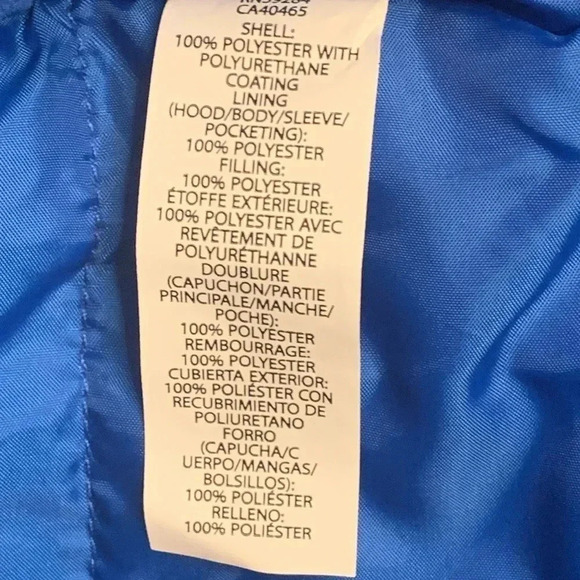 CA40465
SHELL:
100% POLYESTER WITH
POLYURETHANE
COATING
LINING
(HOOD/BODY/SLEEVE/
POCKETING):
100% POLYESTER
FILLING:
100% POLYESTER
ÉTOFFE EXTÉRIEURE:
100% POLYESTER AVEC
REVÊTEMENT DE
POLYURÉTHANNE
DOUBLURE
(CAPUCHON/PARTIE
PRINCIPALE/MANCHE/
POCHE):
100% POLYESTER
REMBOURRAGE:
100% POLYESTER
CUBIERTA EXTERIOR:
100% POLIÉSTER CON
RECUBRIMIENTO DE
POLIURETANO
FORRO
(CAPUCHA/C
UERPO/MANGAS/
BOLSILLOS):
100% POLIÉSTER
RELLENO:
100% POLIÉSTER